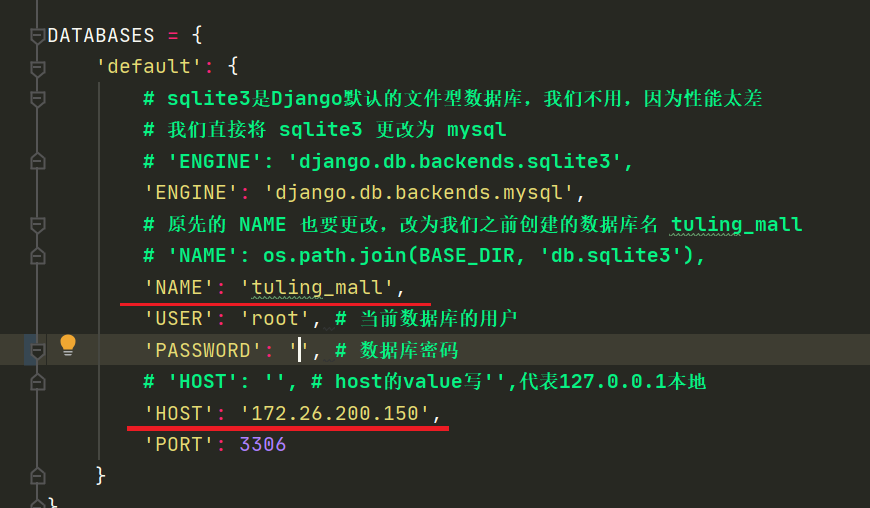 DATABASES = {
'default': {
# sqlite3是Django默认的文件型数据库，我们不用，因为性能太差
# 我们直接将 sqlite3 更改为 mysql
# 'ENGINE': 'django.db.backends.sqlite3',
'ENGINE': 'django.db.backends.mysql',
# 原先的 NAME 也要更改，改为我们之前创建的数据库名 tuling_mall
# 'NAME': os.path.join(BASE_DIR, 'db.sqlite3'),
'NAME': 'tuling_mall',
'USER': 'root', # 当前数据库的用户
'PASSWORD': '', # 数据库密码
# 'HOST': '', # host的value写'',代表127.0.0.1本地
'HOST': '172.26.200.150',
'PORT': 3306
}
}